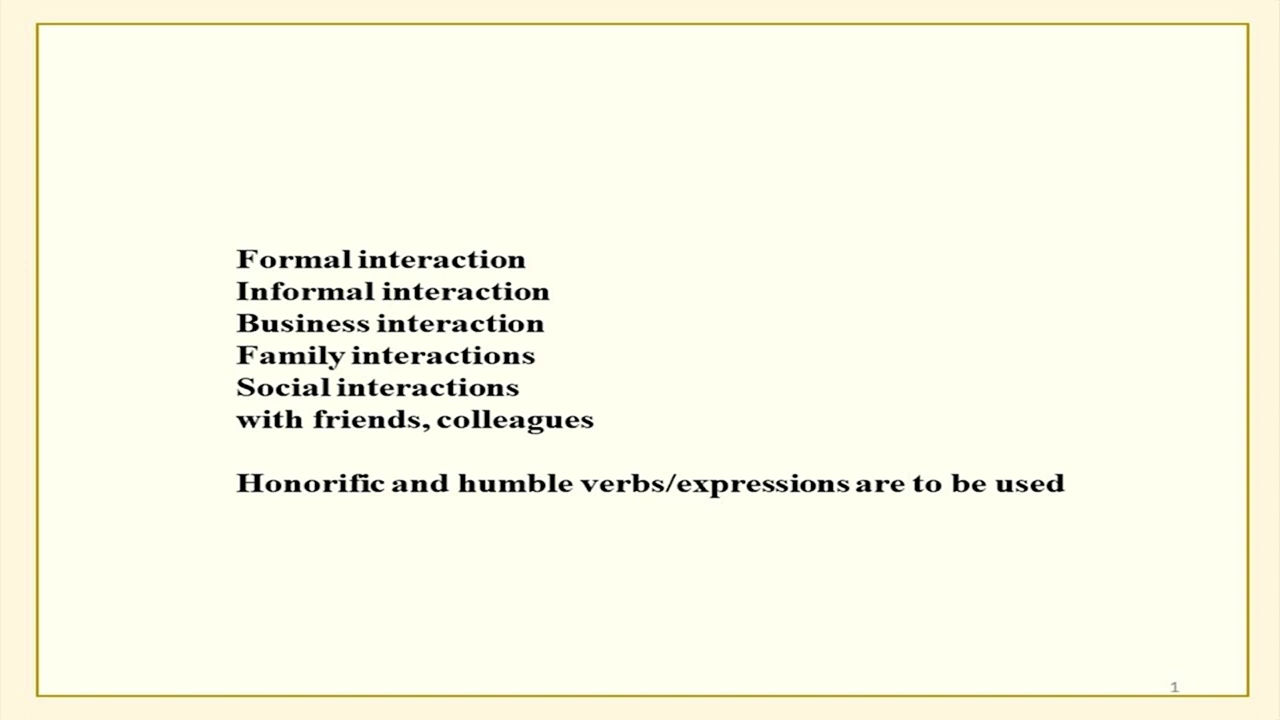 Formal interaction
Informal interaction
Business interaction
Family interactions
Social interactions
with friends, colleagues
Honorific and humble verbs/expressions are to be used
1